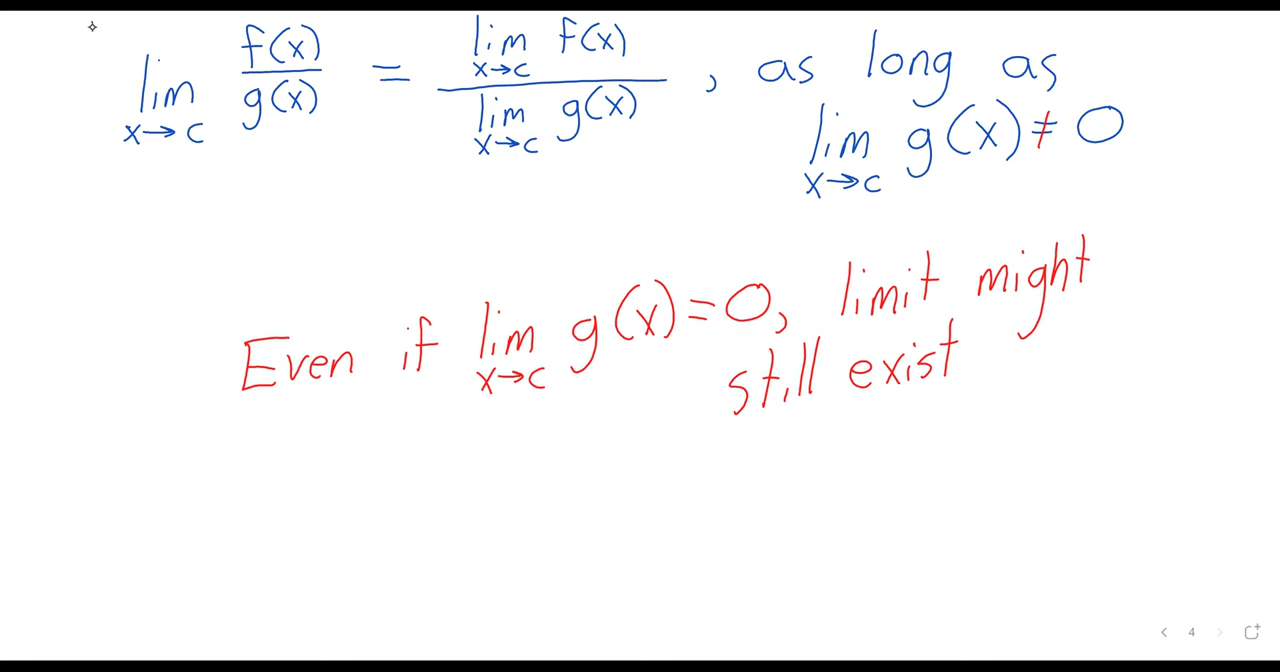 lim x→c f(x)/g(x) = lim x→c f(x) / lim x→c g(x) , as long as
lim x→c g(x) ≠ 0
Even if lim x→c g(x) = 0, limit might
still exist
4